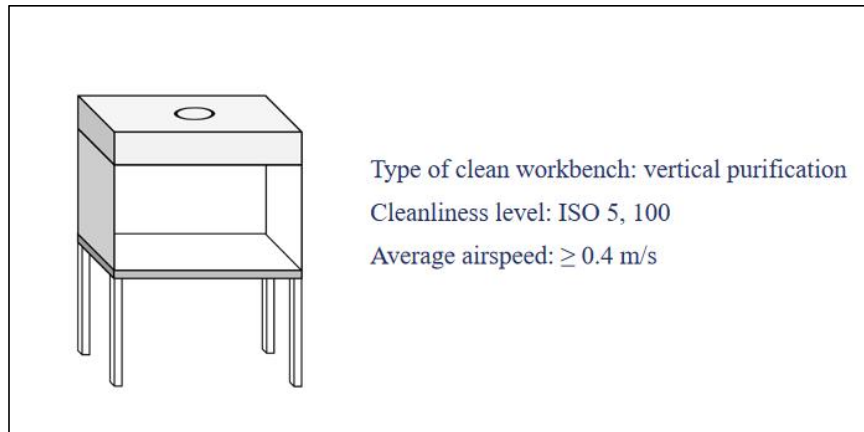 Type of clean workbench: vertical purification
Cleanliness level: ISO 5, 100
Average airspeed: ≥ 0.4 m/s